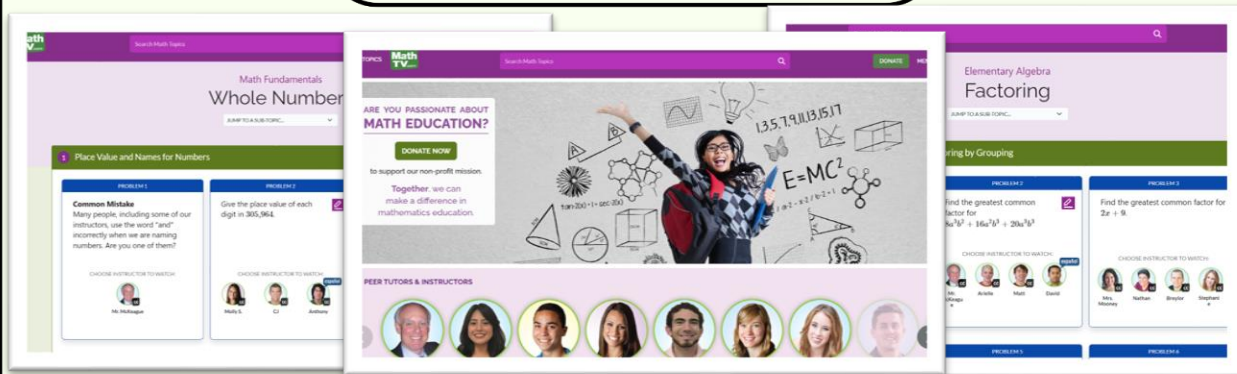 Search Math Topics
Math Fundamentals
Whole Number
JUMP TO A SUB-TOPIC...
1 Place Value and Names for Numbers
PROBLEM 1
Common Mistake
Many people, including some of our
instructors, use the word "and"
incorrectly when we are naming
numbers. Are you one of them?
CHOOSE INSTRUCTOR TO WATCH:
Mr. McKeague
PROBLEM 2
Give the place value of each
digit in 305,964.
CHOOSE INSTRUCTOR TO WATCH:
español
Molly S. CJ Anthony
TOPICS
Math
TV.com
Search Math Topics
DONATE
ARE YOU PASSIONATE ABOUT
MATH EDUCATION?
DONATE NOW
to support our non-profit mission.
Together, we can
make a difference in
mathematics education.
1,3,5,7,9,11,13,15,17
E=MC²
PEER TUTORS & INSTRUCTORS
Elementary Algebra
Factoring
JUMP TO A SUB-TOPIC...
ring by Grouping
PROBLEM 2
Find the greatest common
factor for
CHOOSE INSTRUCTOR TO WATCH:
español
Arielle Matt David
PROBLEM 3
Find the greatest common factor for
2x + 9.
CHOOSE INSTRUCTOR TO WATCH:
Mrs. Mooney Nathan Breylor Stephanie
PROBLEM 5
PROBLEM 6